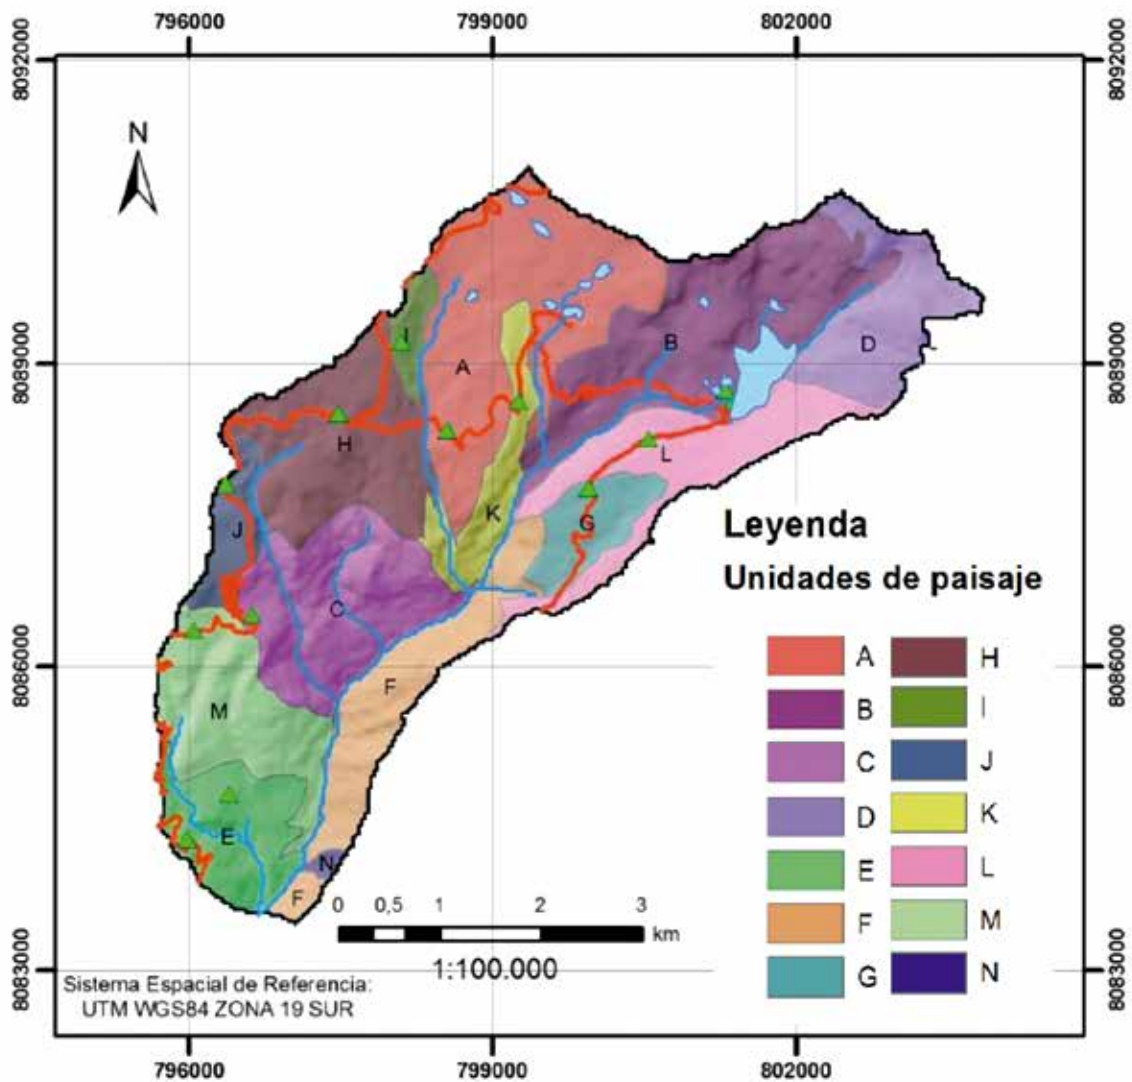 796000 799000 802000
8092000 8092000
N
I
A B D
8089000 8089000
H L
K G
J
C
Leyenda
Unidades de paisaje
F
M
8086000 8086000
A H
B I
C J
D K
E L
F M
G N
E
N
F
0 0,5 1 2 3
km
1:100.000
8083000 8083000
Sistema Espacial de Referencia:
UTM WGS84 ZONA 19 SUR
796000 799000 802000